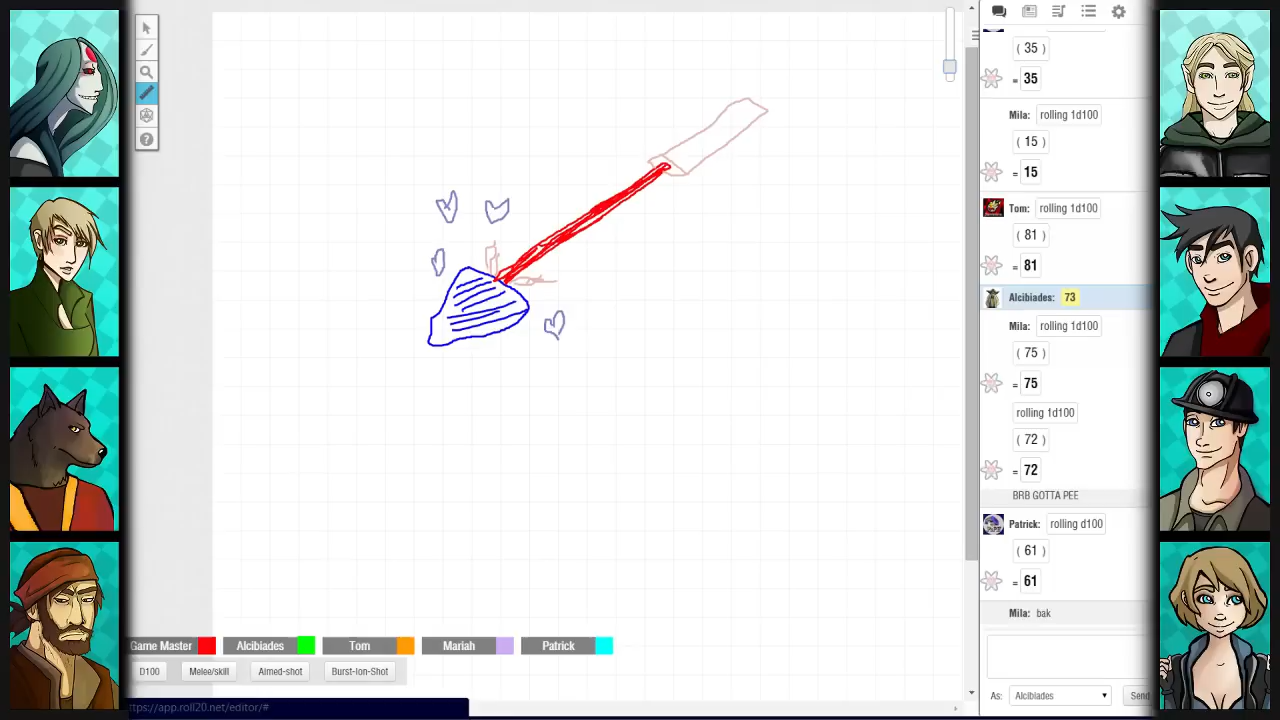 ( 35 )
= 35
Mila: rolling 1d100
( 15 )
= 15
Tom: rolling 1d100
( 81 )
= 81
Alcibiades: 73
Mila: rolling 1d100
( 75 )
= 75
rolling 1d100
( 72 )
= 72
BRB GOTTA PEE
Patrick: rolling d100
( 61 )
= 61
Mila: bak
As: Alcibiades Send
Game Master Alcibiades Tom Mariah Patrick
D100 Melee/skill Aimed-shot Burst-Ion-Shot
ttps://app.roll20.net/editor/#